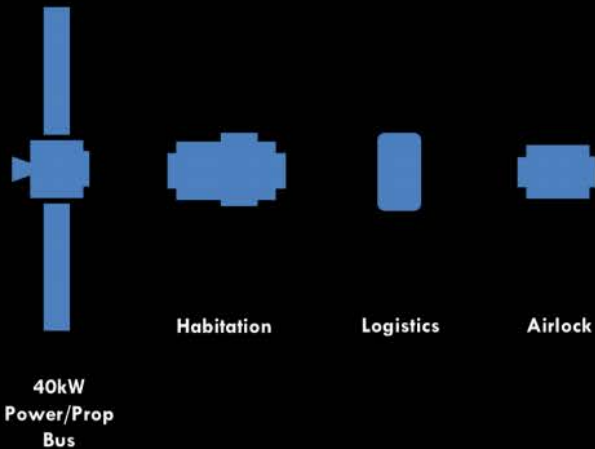 Habitation
Logistics
Airlock
40kW
Power/Prop
Bus